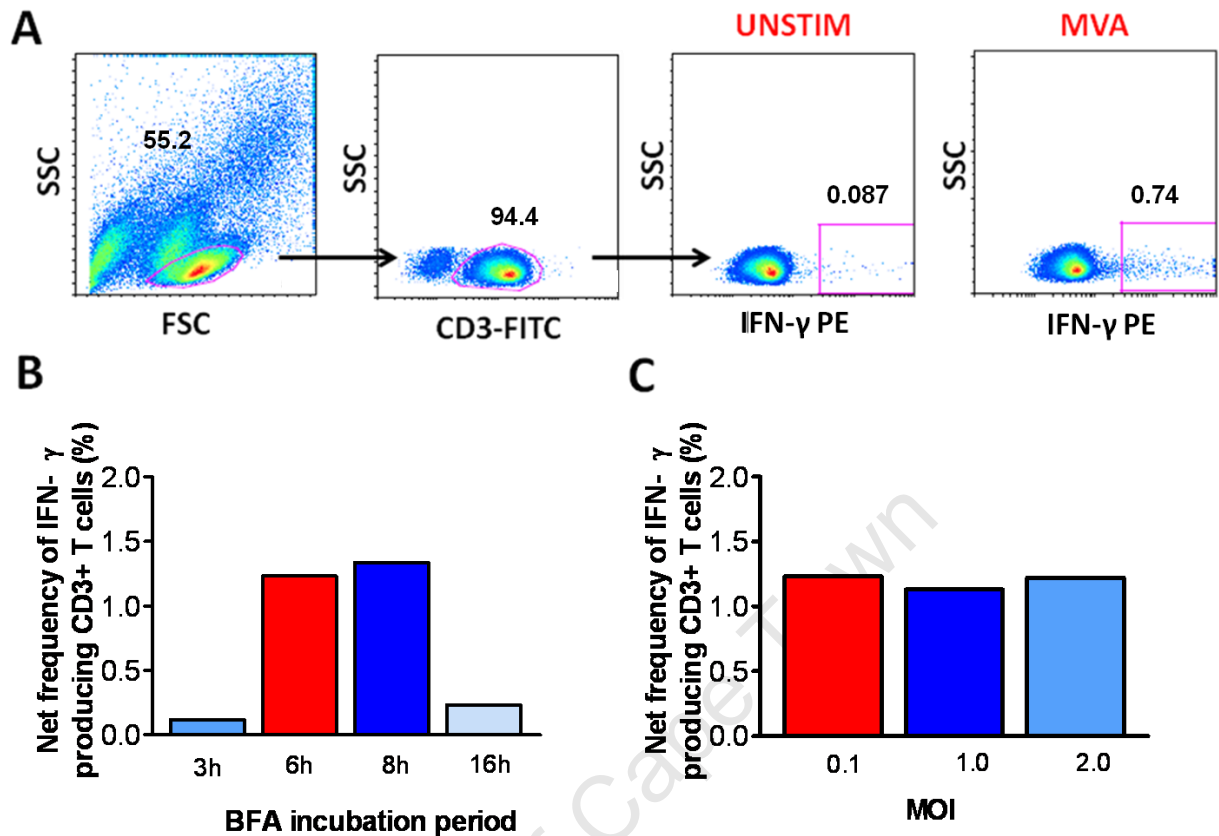 A
UNSTIM
MVA
SSC
55.2
FSC
SSC
94.4
CD3-FITC
SSC
0.087
IFN-γ PE
SSC
0.74
IFN-γ PE
B
Net frequency of IFN- γ
producing CD3+ T cells (%)
2.0
1.5
1.0
0.5
0.0
3h 6h 8h 16h
BFA incubation period
C
Net frequency of IFN- γ
producing CD3+ T cells (%)
2.0
1.5
1.0
0.5
0.0
0.1 1.0 2.0
MOI
Cape